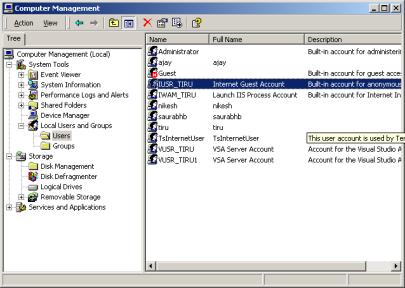 Computer Management
Action View
Tree
Computer Management (Local)
System Tools
Event Viewer
System Information
Performance Logs and Alerts
Shared Folders
Device Manager
Local Users and Groups
Users
Groups
Storage
Disk Management
Disk Defragmenter
Logical Drives
Removable Storage
Services and Applications
Name Full Name Description
Administrator Built-in account for administerin
ajay ajay
Guest Built-in account for guest acces
IUSR_TIRU Internet Guest Account Built-in account for anonymous
IWAM_TIRU Launch IIS Process Account Built-in account for Internet In
nikesh nikesh
saurabhb saurabhb
tiru tiru
TsInternetUser TsInternetUser This user account is used by Ter
VUSR_TIRU VSA Server Account Account for the Visual Studio A
VUSR_TIRU1 VSA Server Account Account for the Visual Studio A